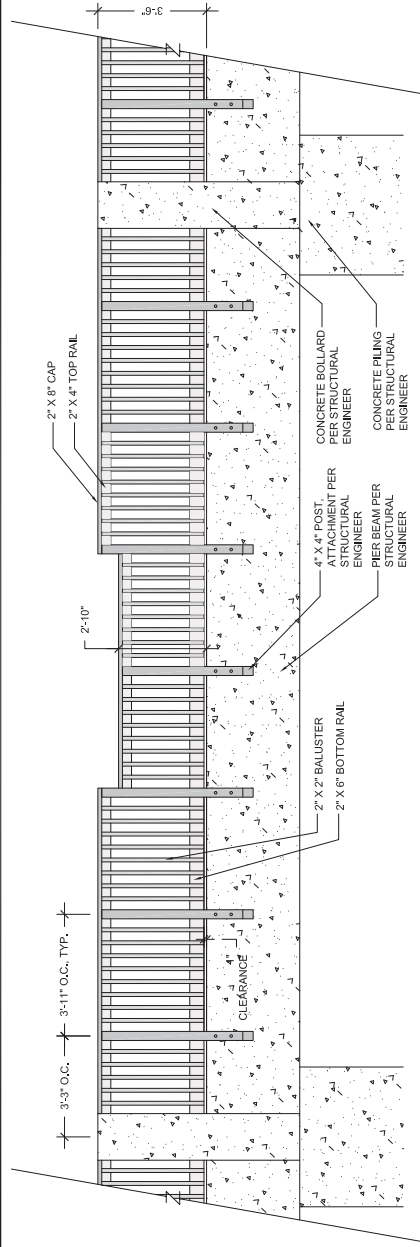 3'-3" O.C.
3'-11" O.C., TYP.
2'-10"
2" X 8" CAP
2" X 4" TOP RAIL
3'-6"
4"
CLEARANCE
2" X 2" BALUSTER
2" X 6" BOTTOM RAIL
4" X 4" POST,
ATTACHMENT PER
STRUCTURAL
ENGINEER
PIER BEAM PER
STRUCTURAL
ENGINEER
CONCRETE BOLLARD
PER STRUCTURAL
ENGINEER
CONCRETE PILING
PER STRUCTURAL
ENGINEER